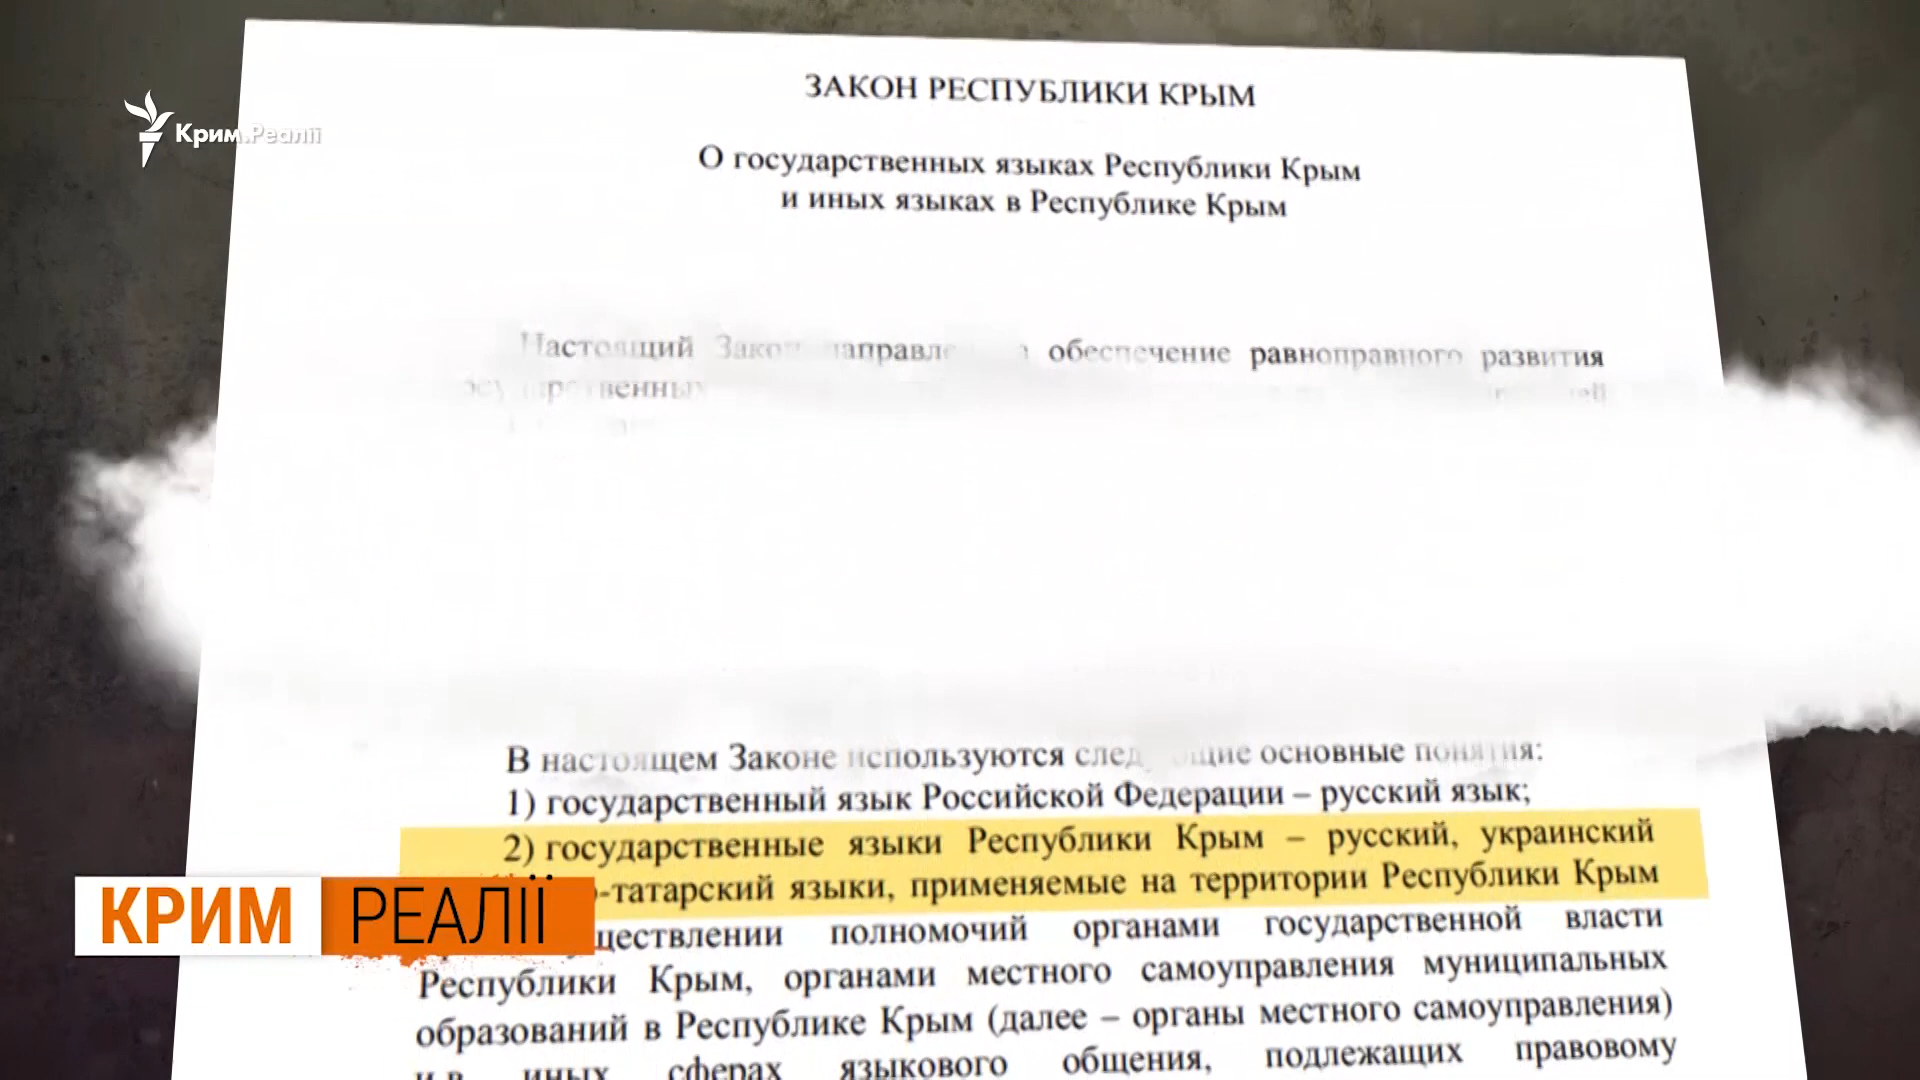 ЗАКОН РЕСПУБЛИКИ КРЫМ
Крим.Реалії
О государственных языках Республики Крым
и иных языках в Республике Крым
Настоящий Закон обеспечение равноправного развития
В настоящем Законе используются основные понятия:
1) государственный язык Российской Федерации – русский язык;
2) государственные языки Республики Крым – русский, украинский
-татарский языки, применяемые на территории Республики Крым
КРИМ РЕАЛІЇ
полномочий органами государственной власти
Республики Крым, органами местного самоуправления муниципальных
образований в Республике Крым (далее – органы местного самоуправления)
и в иных сферах языкового общения, подлежащих правовому